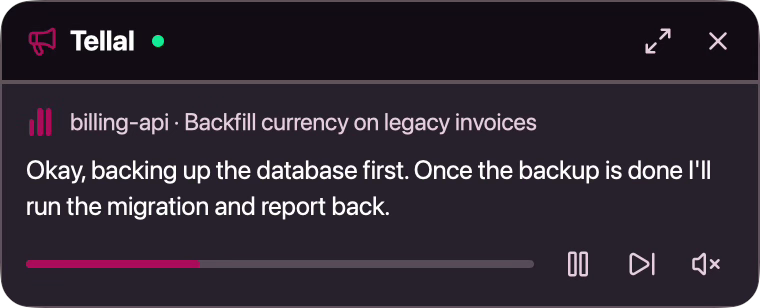 Tellal
billing-api · Backfill currency on legacy invoices
Okay, backing up the database first. Once the backup is done I'll
run the migration and report back.